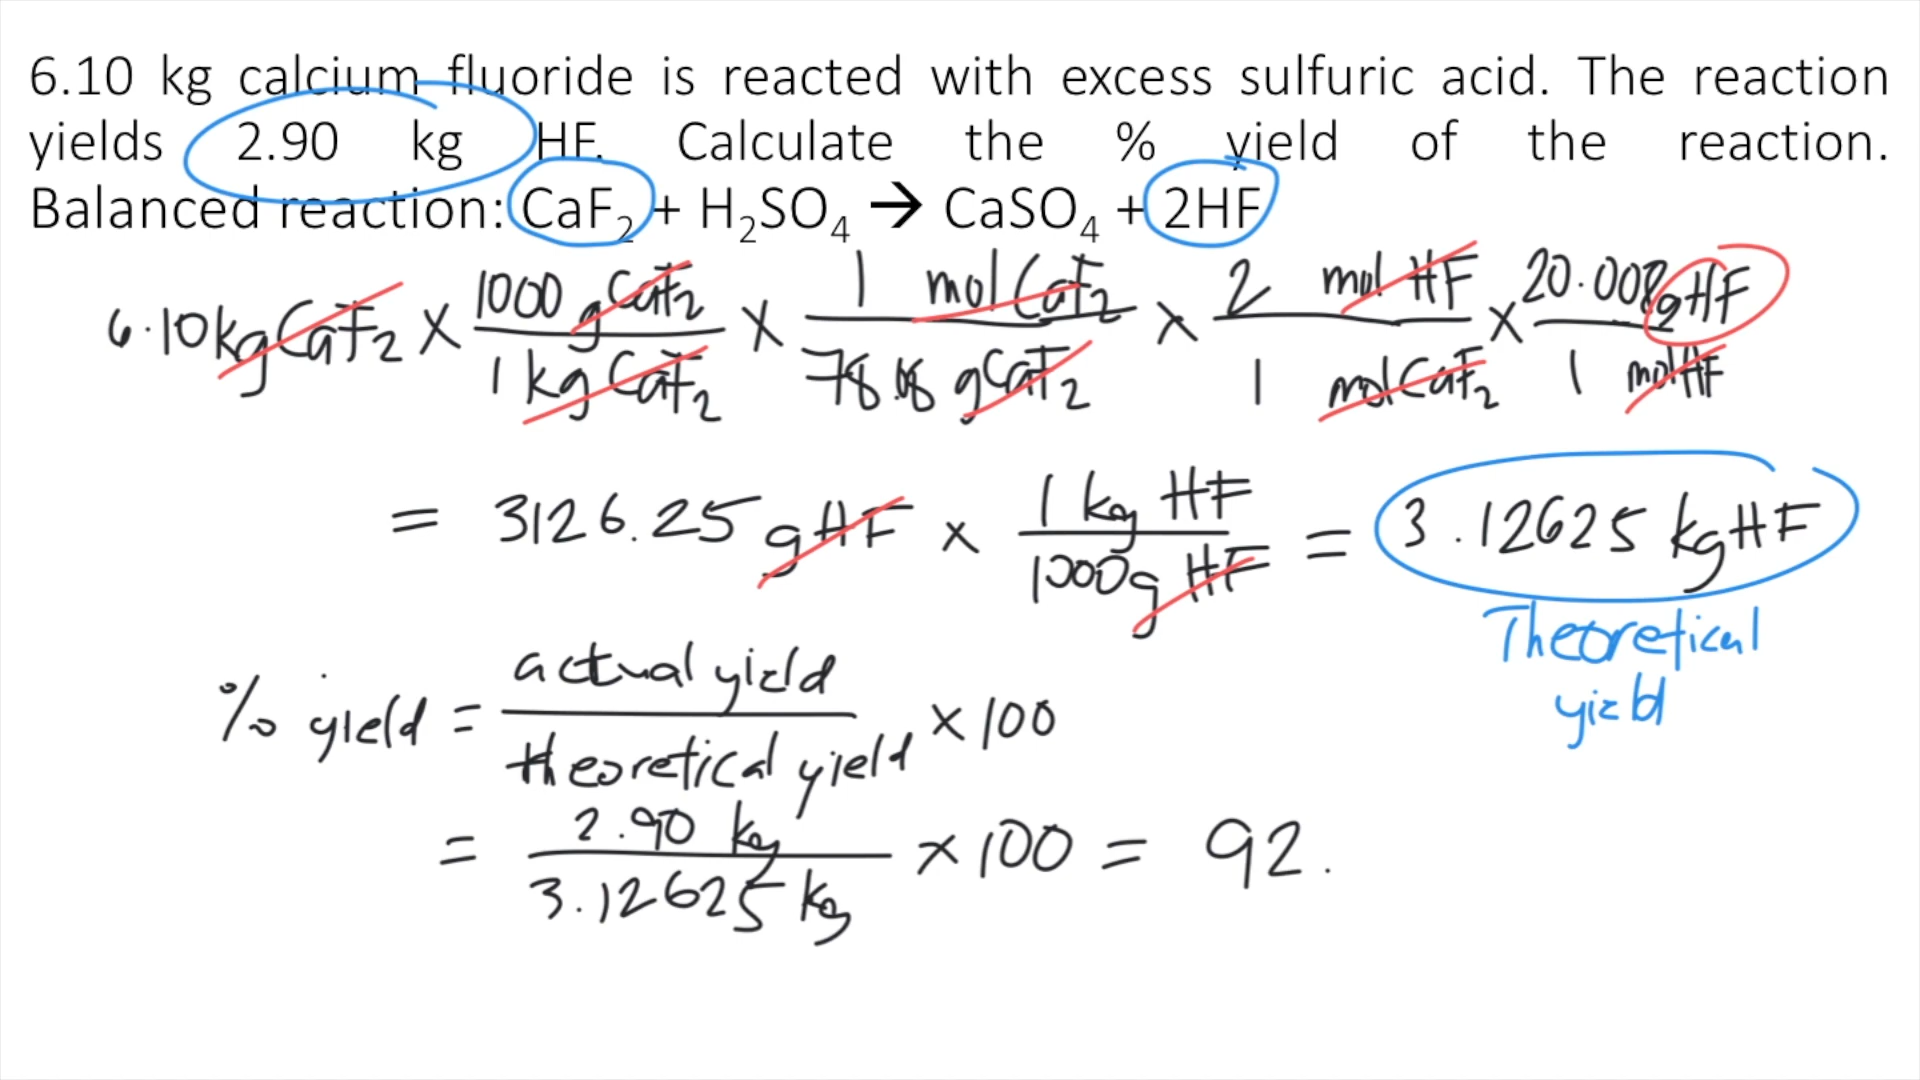 6.10 kg calcium fluoride is reacted with excess sulfuric acid. The reaction
yields 2.90 kg HF. Calculate the % yield of the reaction.
Balanced reaction: CaF₂ + H₂SO₄ → CaSO₄ + 2HF
6.10 kg CaF₂ × 1000 g CaF₂ / 1 kg CaF₂ × 1 mol CaF₂ / 78.08 g CaF₂ × 2 mol HF / 1 mol CaF₂ × 20.008 g HF / 1 mol HF
= 3126.25 g HF × 1 kg HF / 1000 g HF = 3.12625 kg HF
Theoretical
yield
% yield = actual yield / theoretical yield × 100
= 2.90 kg / 3.12625 kg × 100 = 92.